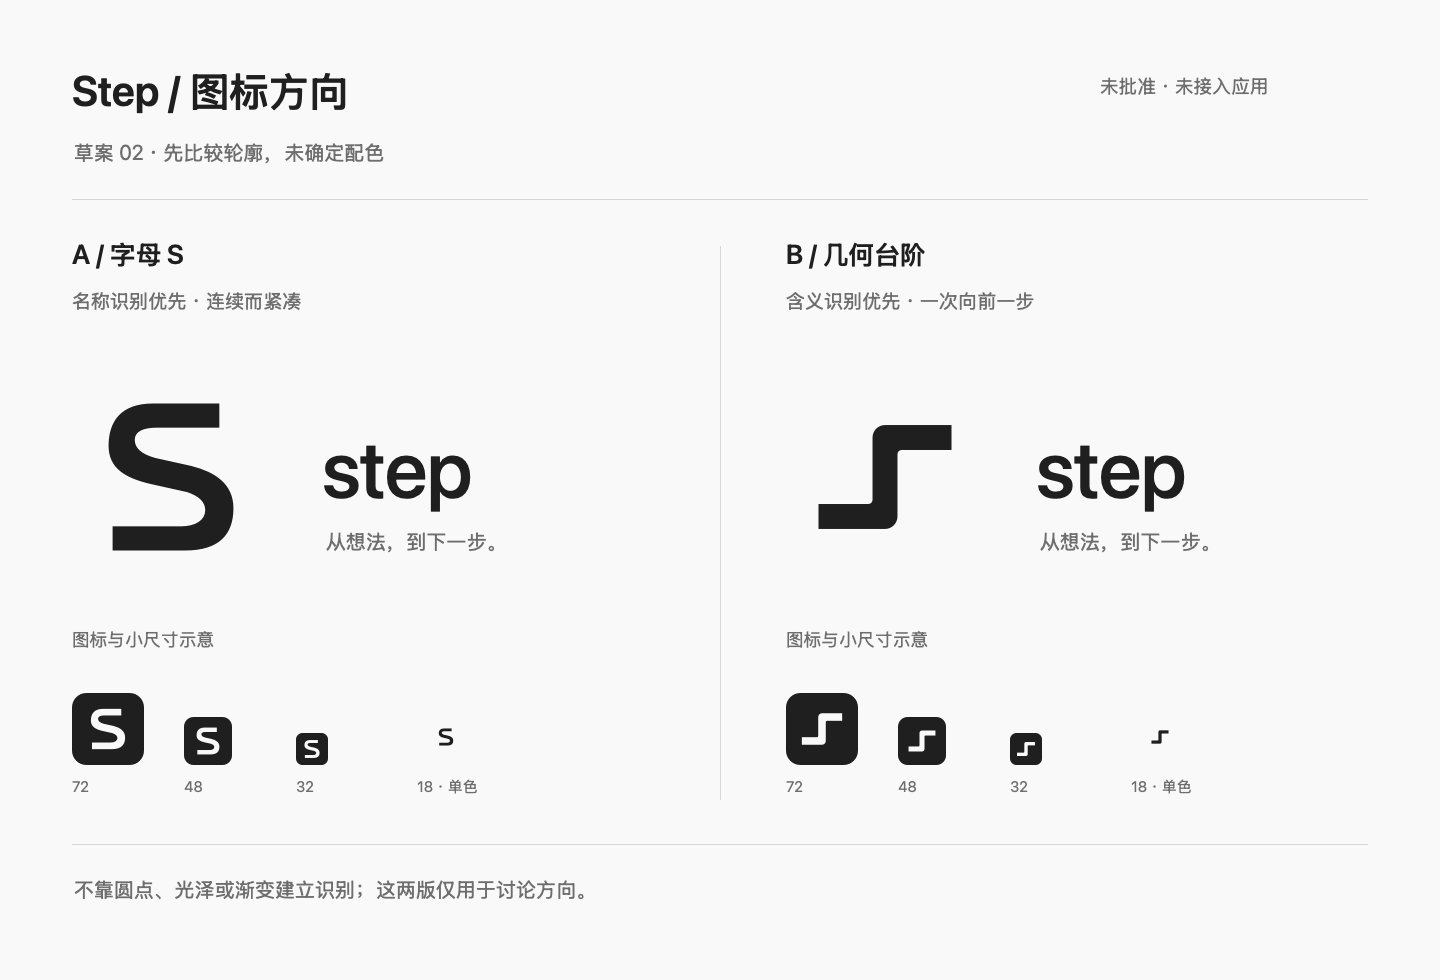 Step / 图标方向
未批准 · 未接入应用
草案 02 · 先比较轮廓，未确定配色
A / 字母 S
名称识别优先 · 连续而紧凑
S
step
从想法，到下一步。
图标与小尺寸示意
S
S
S
S
72
48
32
18 · 单色
B / 几何台阶
含义识别优先 · 一次向前一步
step
从想法，到下一步。
图标与小尺寸示意
72
48
32
18 · 单色
不靠圆点、光泽或渐变建立识别；这两版仅用于讨论方向。